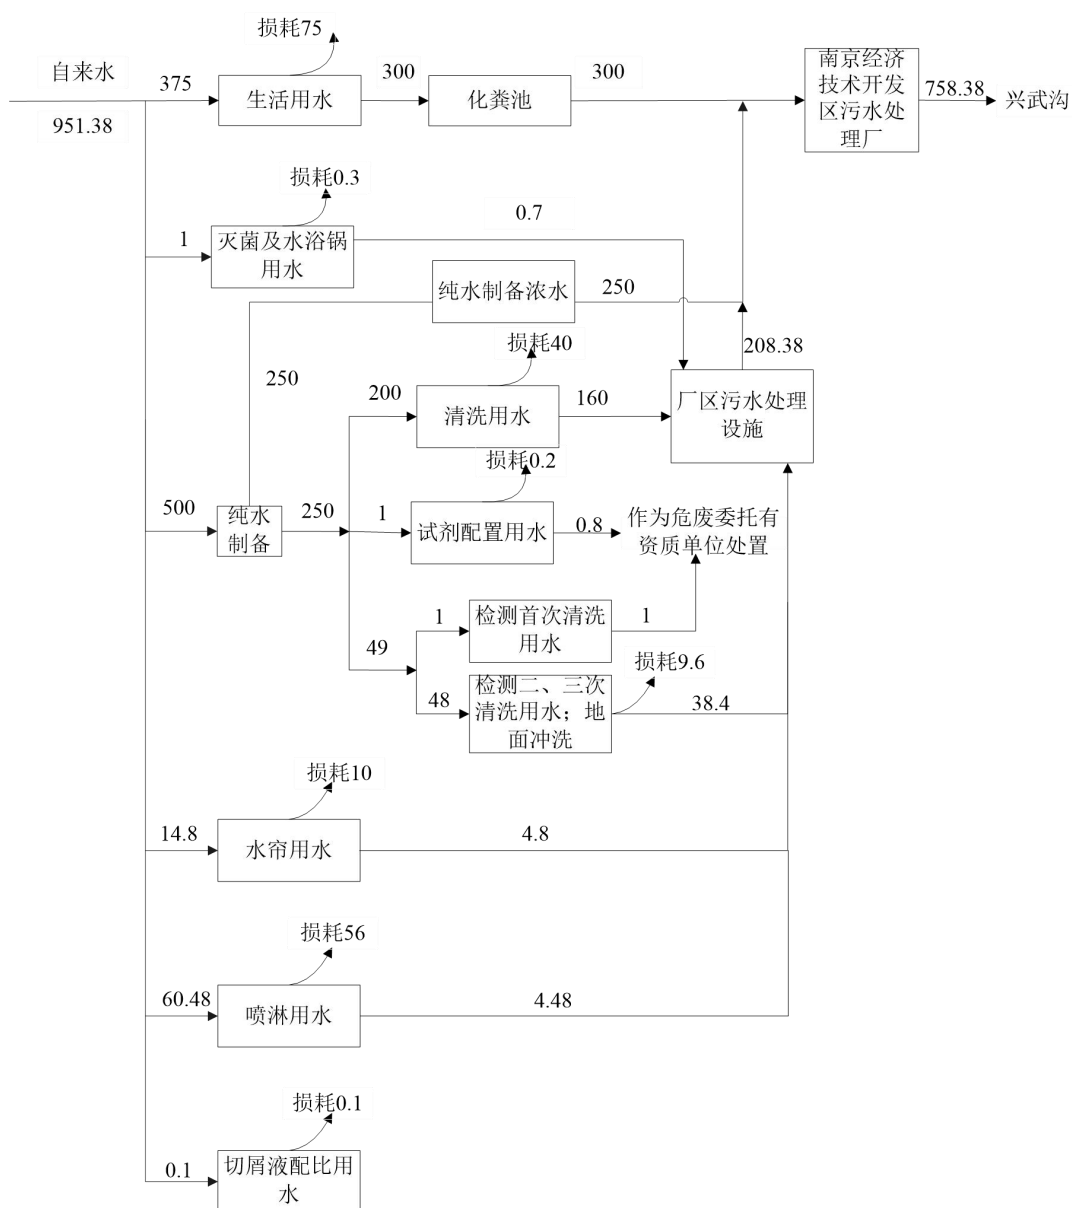 损耗75
自来水
375
生活用水
300
化粪池
300
南京经济
技术开发
区污水处
理厂
758.38
兴武沟
951.38
损耗0.3
0.7
1
灭菌及水浴锅
用水
纯水制备浓水
250
损耗40
208.38
250
200
清洗用水
160
厂区污水处理
设施
损耗0.2
500
纯水
制备
250
1
试剂配置用水
0.8
作为危废委托有
资质单位处置
1
检测首次清洗
用水
1
49
损耗9.6
48
检测二、三次
清洗用水；地
面冲洗
38.4
损耗10
14.8
水帘用水
4.8
损耗56
60.48
喷淋用水
4.48
损耗0.1
0.1
切屑液配比用
水